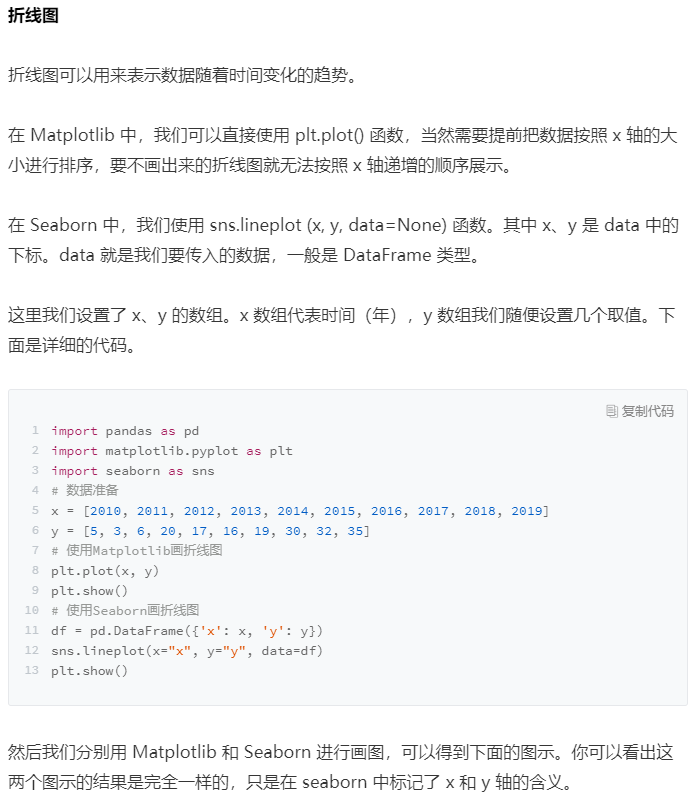 折线图
折线图可以用来表示数据随着时间变化的趋势。
在 Matplotlib 中，我们可以直接使用 plt.plot() 函数，当然需要提前把数据按照 x 轴的大
小进行排序，要不画出来的折线图就无法按照 x 轴递增的顺序展示。
在 Seaborn 中，我们使用 sns.lineplot (x, y, data=None) 函数。其中 x、y 是 data 中的
下标。data 就是我们要传入的数据，一般是 DataFrame 类型。
这里我们设置了 x、y 的数组。x 数组代表时间（年），y 数组我们随便设置几个取值。下
面是详细的代码。
复制代码
1 import pandas as pd
2 import matplotlib.pyplot as plt
3 import seaborn as sns
4 # 数据准备
5 x = [2010, 2011, 2012, 2013, 2014, 2015, 2016, 2017, 2018, 2019]
6 y = [5, 3, 6, 20, 17, 16, 19, 30, 32, 35]
7 # 使用Matplotlib画折线图
8 plt.plot(x, y)
9 plt.show()
10 # 使用Seaborn画折线图
11 df = pd.DataFrame({'x': x, 'y': y})
12 sns.lineplot(x="x", y="y", data=df)
13 plt.show()
然后我们分别用 Matplotlib 和 Seaborn 进行画图，可以得到下面的图示。你可以看出这
两个图示的结果是完全一样的，只是在 seaborn 中标记了 x 和 y 轴的含义。